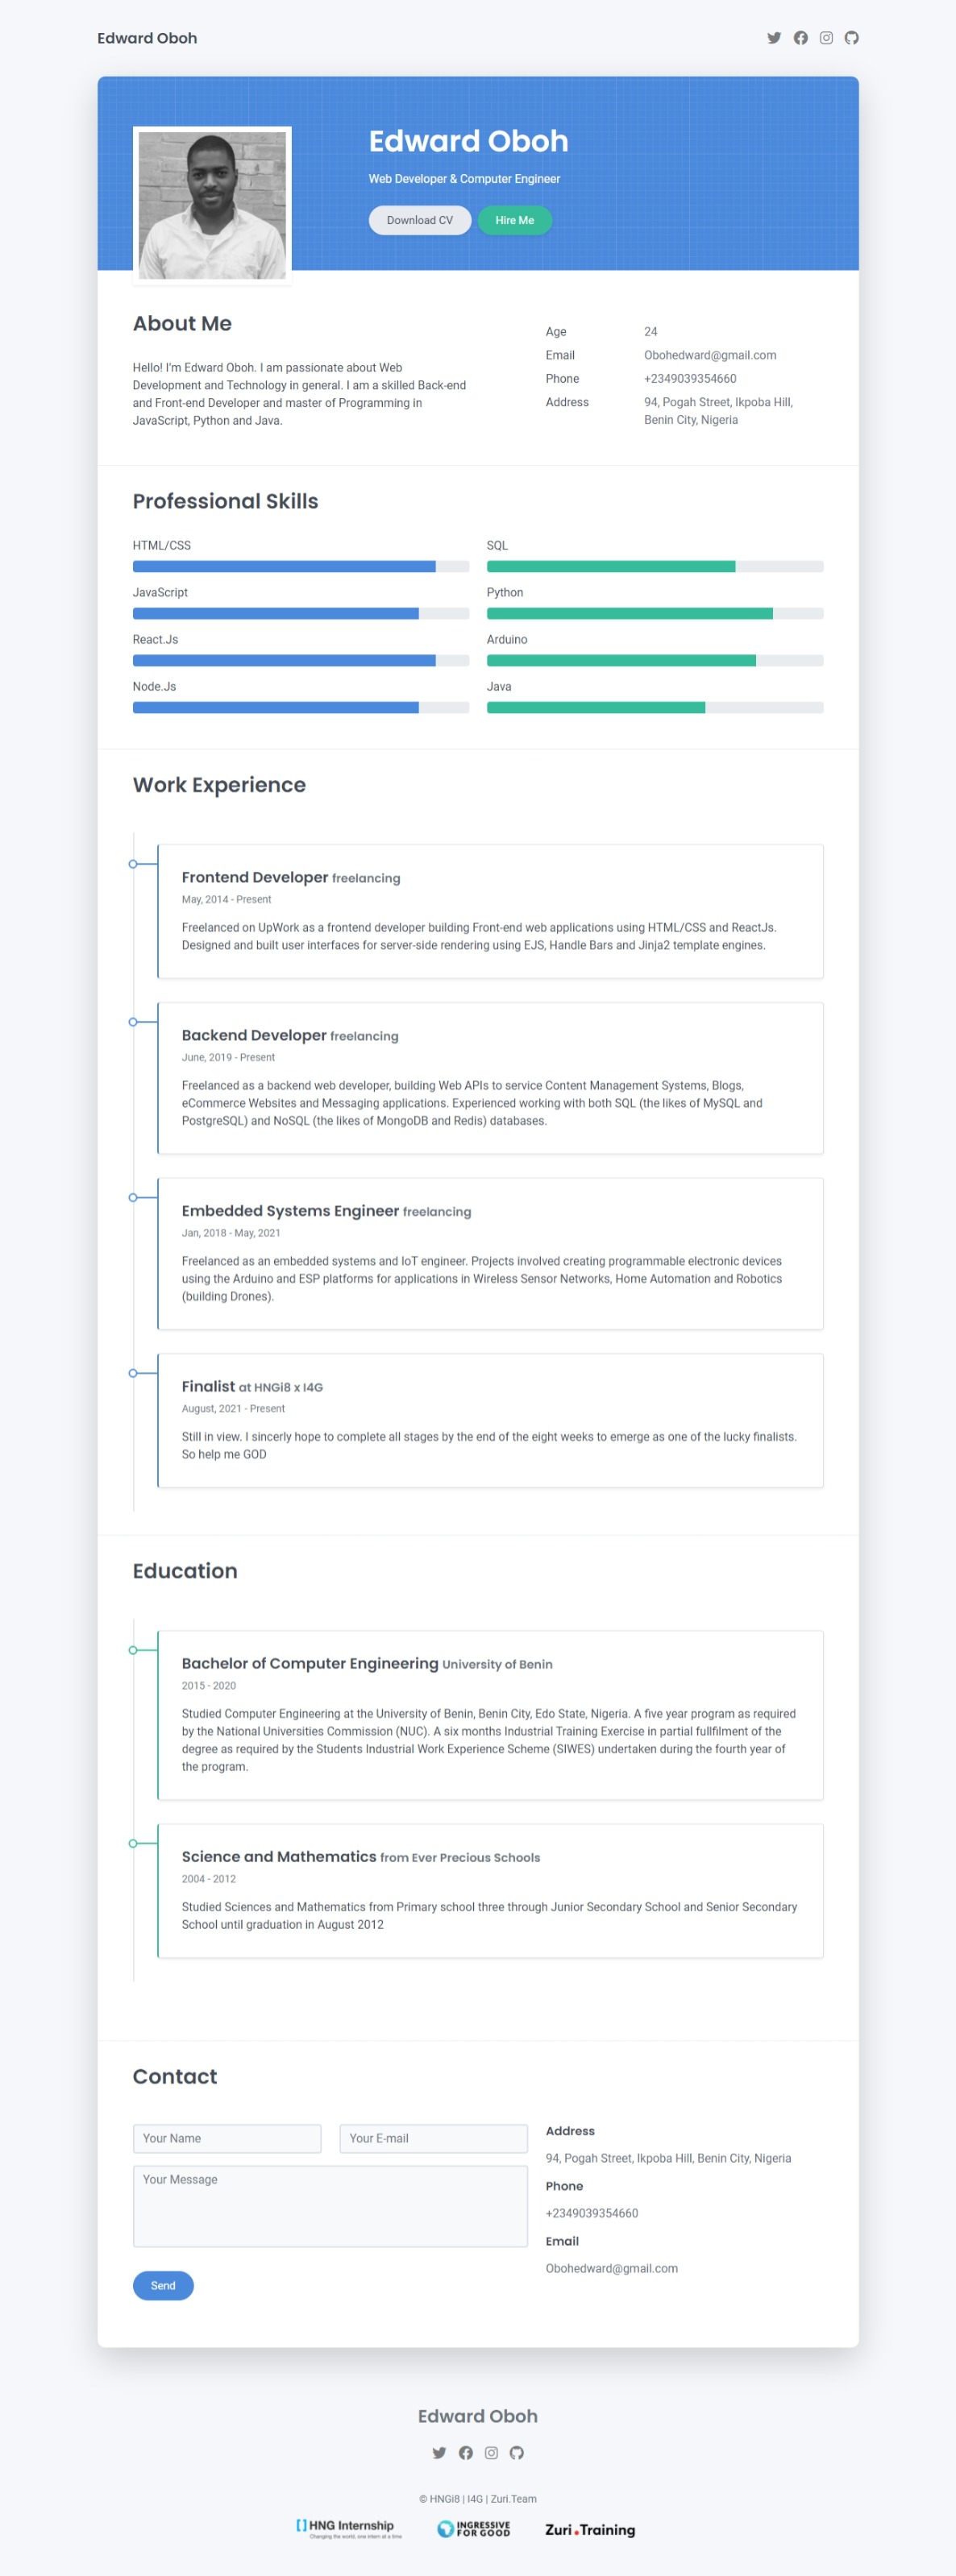 Edward Oboh
Edward Oboh
Web Developer & Computer Engineer
Download CV
Hire Me
About Me
Hello! I'm Edward Oboh. I am passionate about Web
Development and Technology in general. I am a skilled Back-end
and Front-end Developer and master of Programming in
JavaScript, Python and Java.
Age 24
Email Obohedward@gmail.com
Phone +2349039354660
Address 94, Pogah Street, Ikpoba Hill,
Benin City, Nigeria
Professional Skills
HTML/CSS
JavaScript
React.Js
Node.Js
SQL
Python
Arduino
Java
Work Experience
Frontend Developer freelancing
May, 2014 - Present
Freelanced on UpWork as a frontend developer building Front-end web applications using HTML/CSS and ReactJs.
Designed and built user interfaces for server-side rendering using EJS, Handle Bars and Jinja2 template engines.
Backend Developer freelancing
June, 2019 - Present
Freelanced as a backend web developer, building Web APIs to service Content Management Systems, Blogs,
eCommerce Websites and Messaging applications. Experienced working with both SQL (the likes of MySQL and
PostgreSQL) and NoSQL (the likes of MongoDB and Redis) databases.
Embedded Systems Engineer freelancing
Jan, 2018 - May, 2021
Freelanced as an embedded systems and IoT engineer. Projects involved creating programmable electronic devices
using the Arduino and ESP platforms for applications in Wireless Sensor Networks, Home Automation and Robotics
(building Drones).
Finalist at HNGi8 x I4G
August, 2021 - Present
Still in view. I sincerly hope to complete all stages by the end of the eight weeks to emerge as one of the lucky finalists.
So help me GOD
Education
Bachelor of Computer Engineering University of Benin
2015 - 2020
Studied Computer Engineering at the University of Benin, Benin City, Edo State, Nigeria. A five year program as required
by the National Universities Commission (NUC). A six months Industrial Training Exercise in partial fullfilment of the
degree as required by the Students Industrial Work Experience Scheme (SIWES) undertaken during the fourth year of
the program.
Science and Mathematics from Ever Precious Schools
2004 - 2012
Studied Sciences and Mathematics from Primary school three through Junior Secondary School and Senior Secondary
School until graduation in August 2012
Contact
Your Name
Your E-mail
Your Message
Send
Address
94, Pogah Street, Ikpoba Hill, Benin City, Nigeria
Phone
+2349039354660
Email
Obohedward@gmail.com
Edward Oboh
© HNGi8 | I4G | Zuri.Team
HNG Internship
Changing the world, one intern at a time
INGRESSIVE
FOR GOOD
Zuri.Training